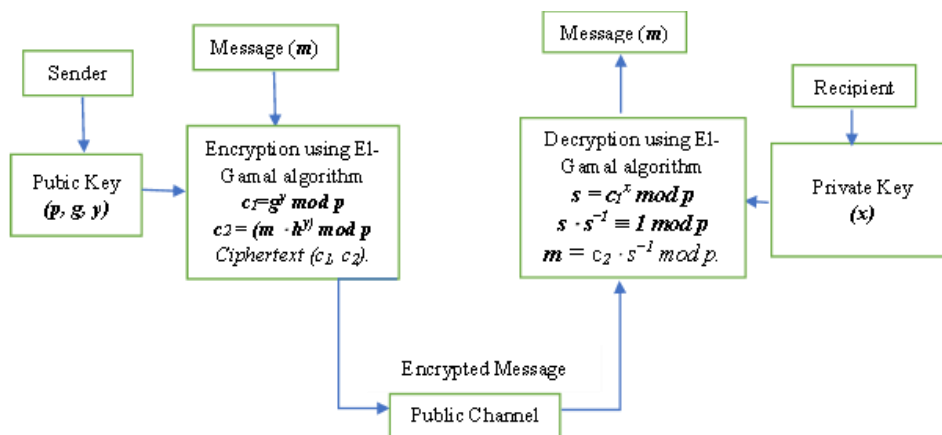 Sender
Message (m)
Pubic Key
(p, g, y)
Encryption using El-
Gamal algorithm
c₁=gʸ mod p
c₂ = (m · hʸ⁾ mod p
Ciphertext (c₁, c₂).
Encrypted Message
Public Channel
Message (m)
Decryption using El-
Gamal algorithm
s = c₁ˣ mod p
s · s⁻¹ ≡ 1 mod p
m = c₂ · s⁻¹ mod p.
Recipient
Private Key
(x)